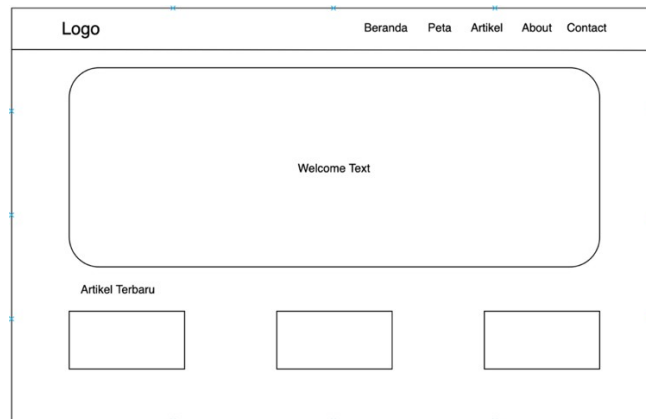 Logo
Beranda Peta Artikel About Contact
Welcome Text
Artikel Terbaru